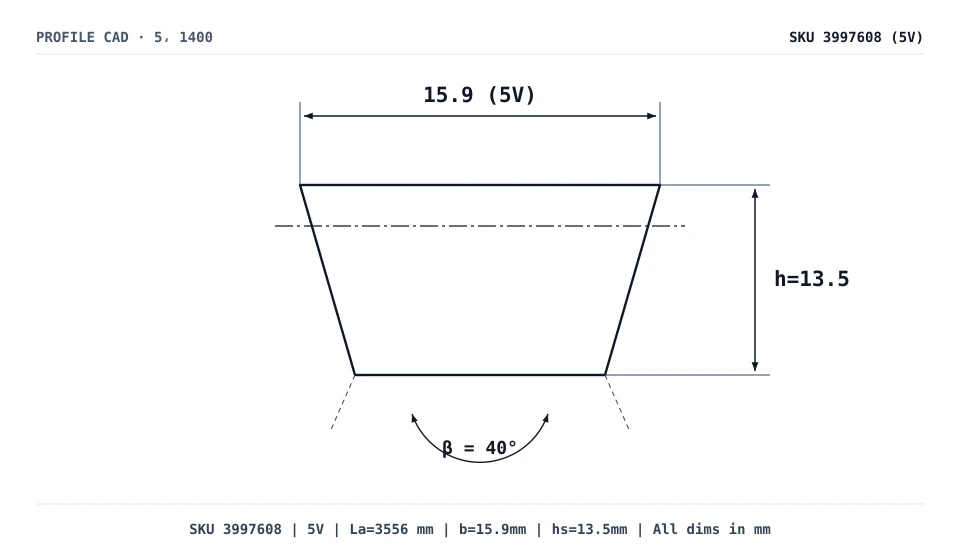 PROFILE CAD · 5، 1400
SKU 3997608 (5V)
15.9 (5V)
h=13.5
β = 40°
SKU 3997608 | 5V | La=3556 mm | b=15.9mm | hs=13.5mm | All dims in mm